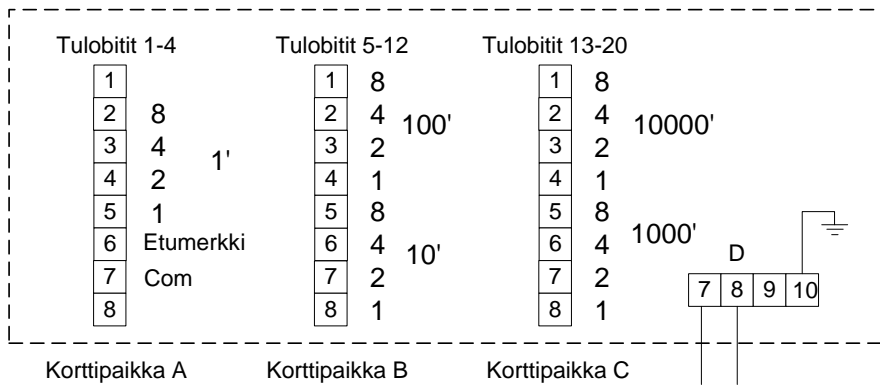 Tulobitit 1-4 Tulobitit 5-12 Tulobitit 13-20
1 1 8 1 8
2 8 2 4 100' 2 4 10000'
3 4 1' 3 2 3 2
4 2 4 1 4 1
5 1 5 8 5 8
6 Etumerkki 6 4 10' 6 4 1000' D
7 Com 7 2 7 2 7 8 9 10
8 8 1 8 1
Korttipaikka A Korttipaikka B Korttipaikka C